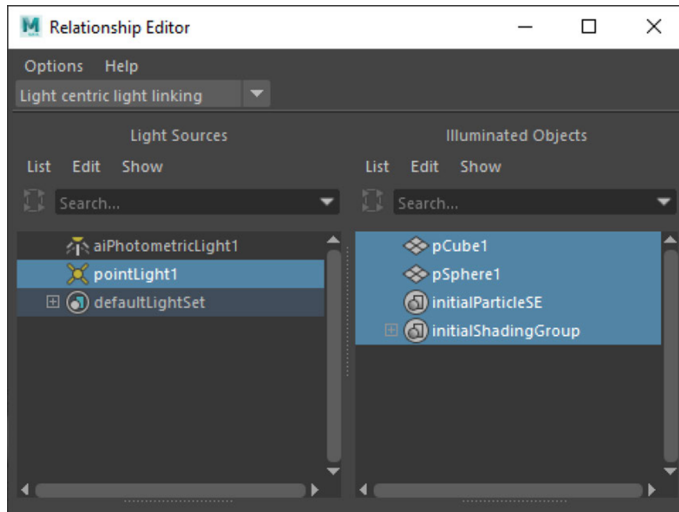 Relationship Editor
Options Help
Light centric light linking
Light Sources
List Edit Show
Search...
aiPhotometricLight1
pointLight1
defaultLightSet
Illuminated Objects
List Edit Show
Search...
pCube1
pSphere1
initialParticleSE
initialShadingGroup